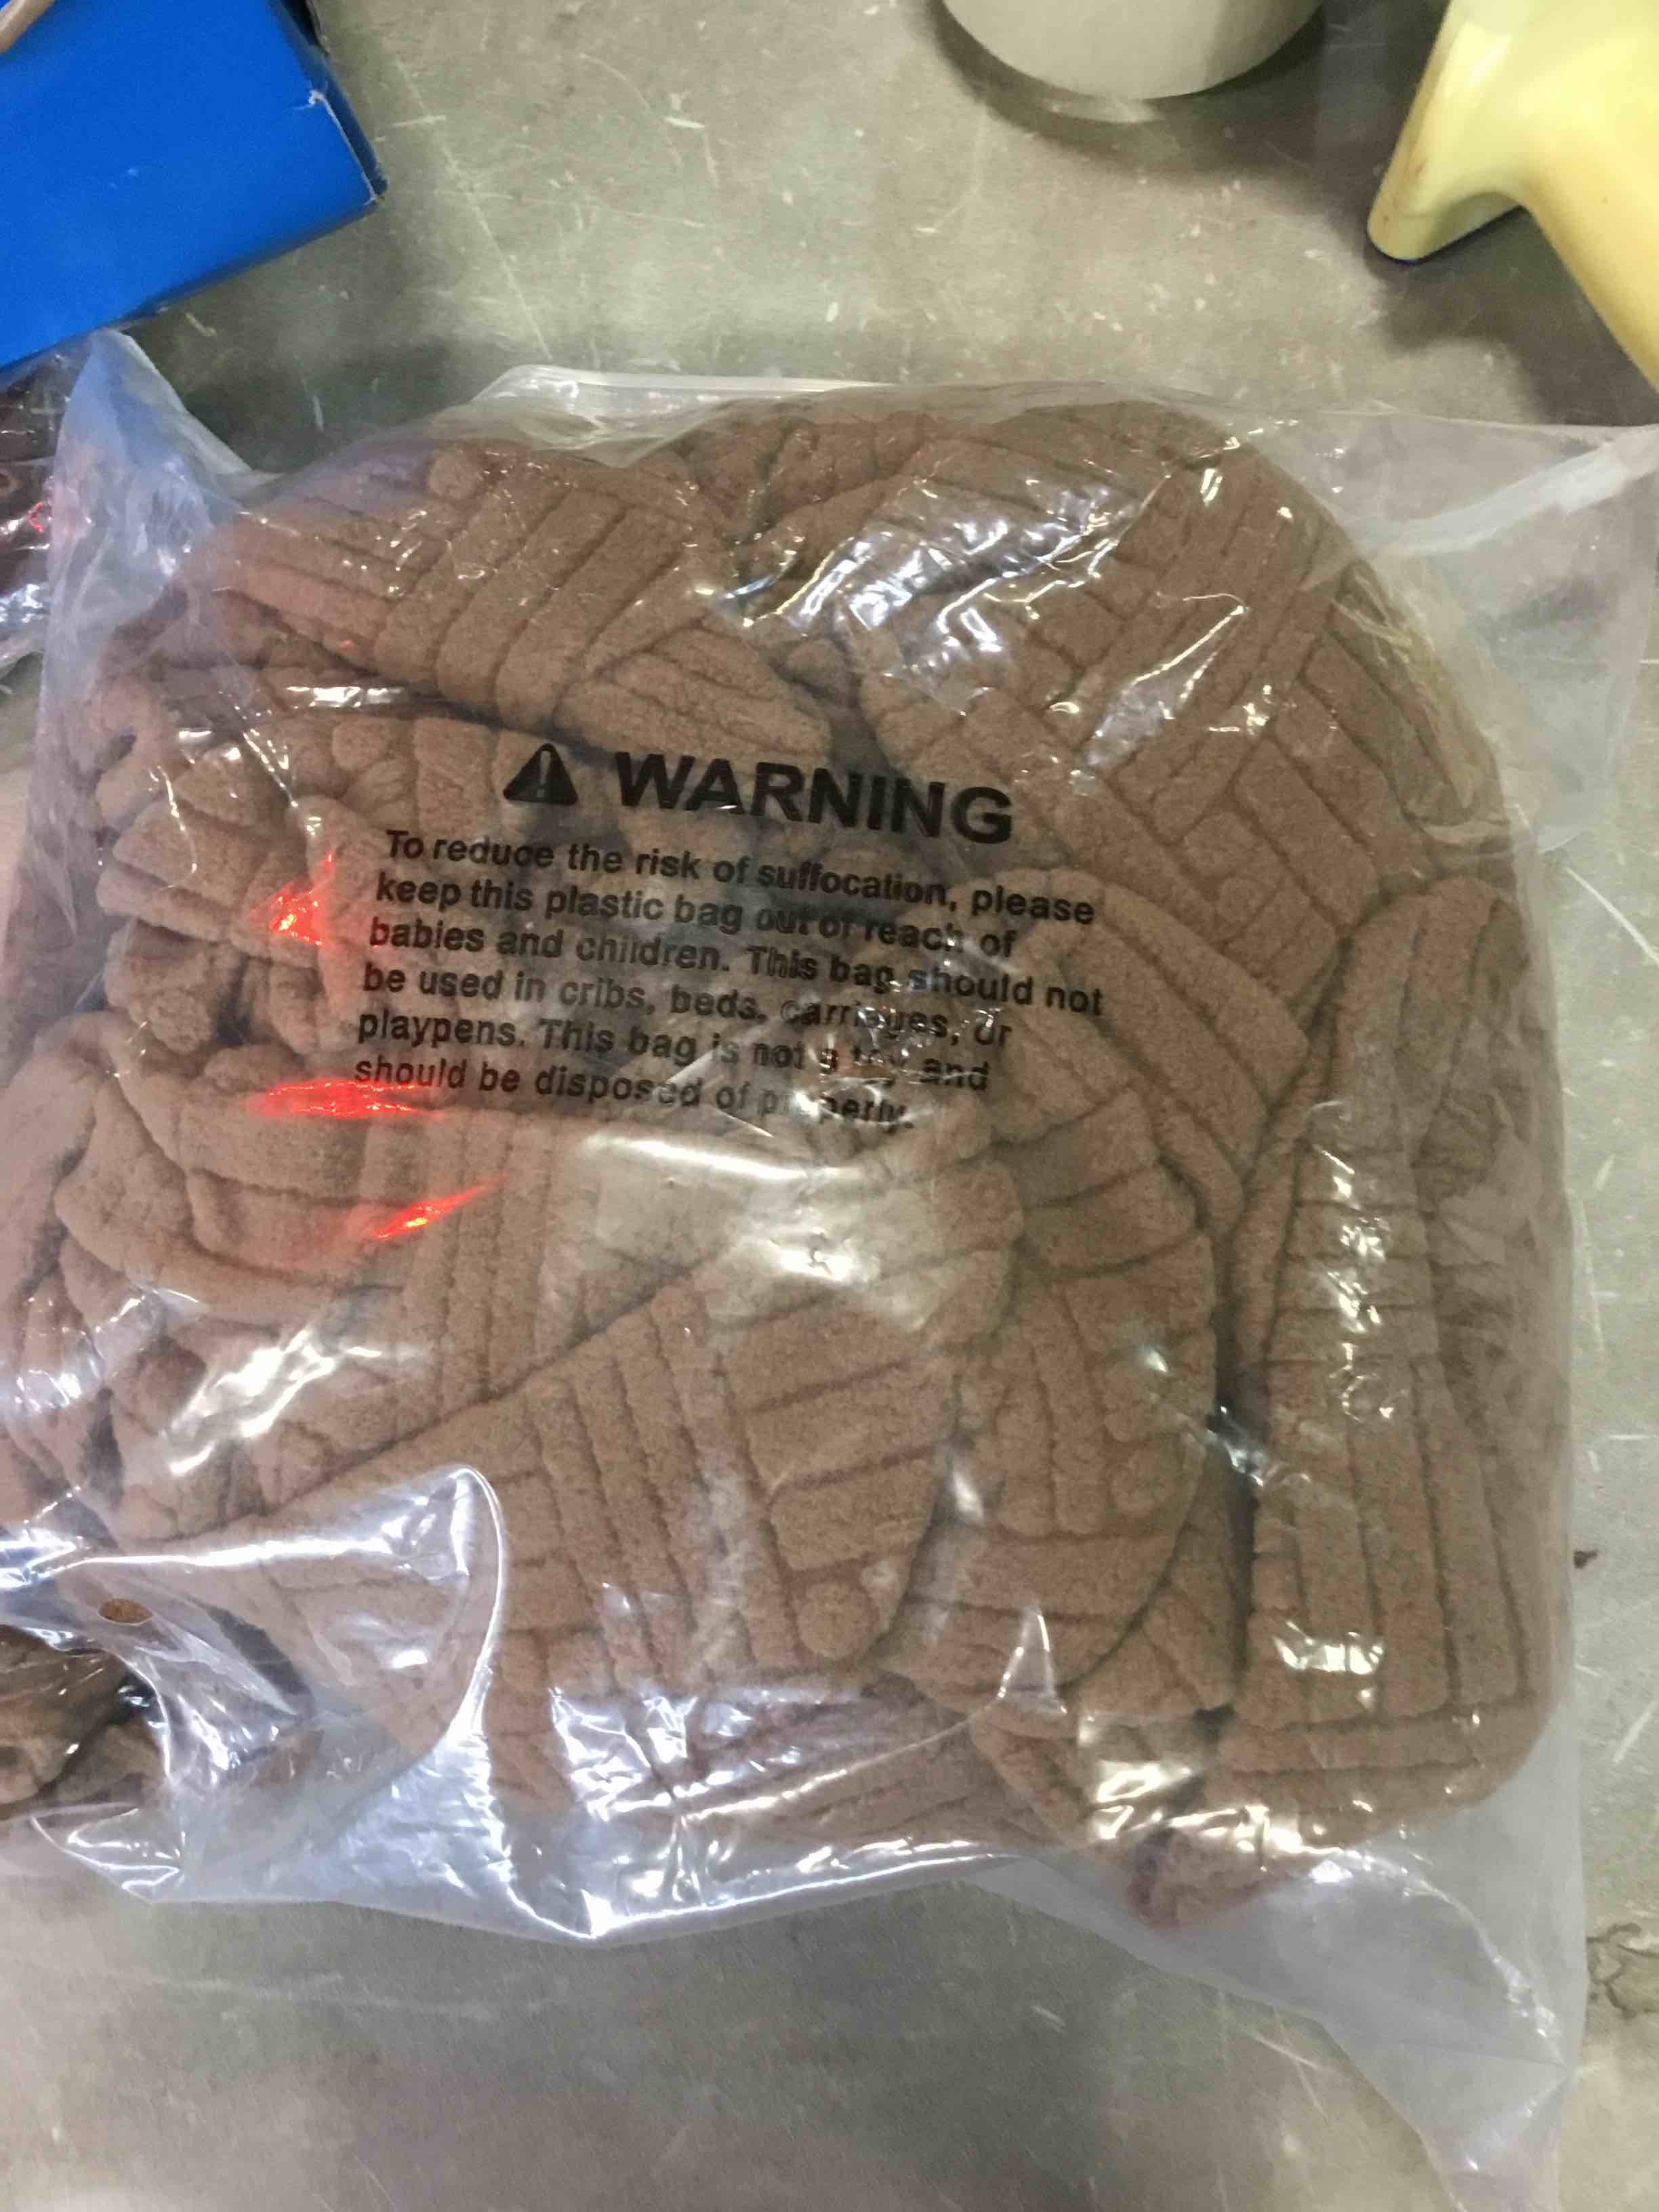 WARNING
To reduce the risk of suffocation, please
keep this plastic bag out of reach of
babies and children. This bag should not
be used in cribs, beds, carriages, or
playpens. This bag is not a toy and
should be disposed of properly.